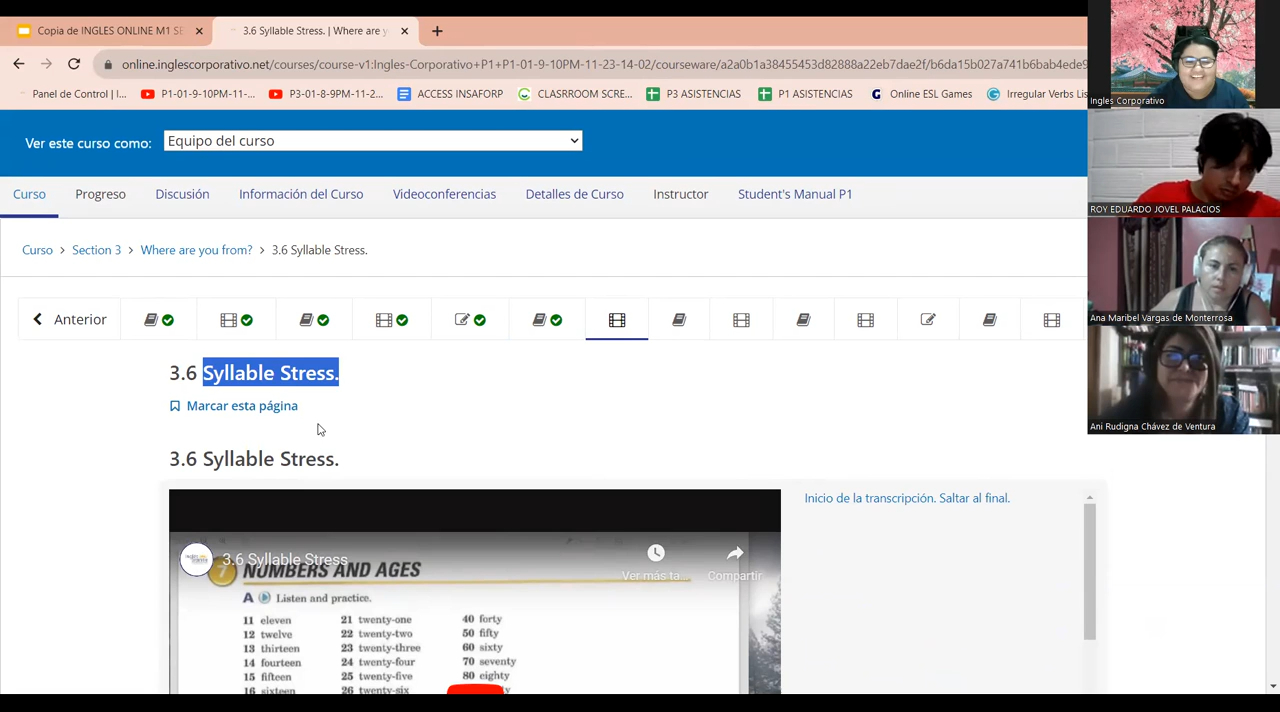 Copia de INGLES ONLINE M1 SE
3.6 Syllable Stress. | Where are y
online.inglescorporativo.net/courses/course-v1:Ingles-Corporativo+P1+P1-01-9-10PM-11-23-14-02/courseware/a2a0b1a38455453d82888a22eb7dae2f/b6da15b027a741b6bab4ede9
Panel de Control | I...
P1-01-9-10PM-11-...
P3-01-8-9PM-11-2...
ACCESS INSAFORP
CLASRROOM SCRE...
P3 ASISTENCIAS
P1 ASISTENCIAS
Online ESL Games
Irregular Verbs Lis
Ingles Corporativo
Ver este curso como:
Equipo del curso
Curso
Progreso
Discusión
Información del Curso
Videoconferencias
Detalles de Curso
Instructor
Student's Manual P1
ROY EDUARDO JOVEL PALACIOS
Curso > Section 3 > Where are you from? > 3.6 Syllable Stress.
Anterior
Ana Maribel Vargas de Monterrosa
3.6 Syllable Stress.
Marcar esta página
Ani Rudigna Chávez de Ventura
3.6 Syllable Stress.
Inicio de la transcripción. Saltar al final.
3.6 Syllable Stress
Ver más ta...
Compartir
7 NUMBERS AND AGES
A Listen and practice.
11 eleven 21 twenty-one 40 forty
12 twelve 22 twenty-two 50 fifty
13 thirteen 23 twenty-three 60 sixty
14 fourteen 24 twenty-four 70 seventy
15 fifteen 25 twenty-five 80 eighty
16 sixteen 26 twenty-six